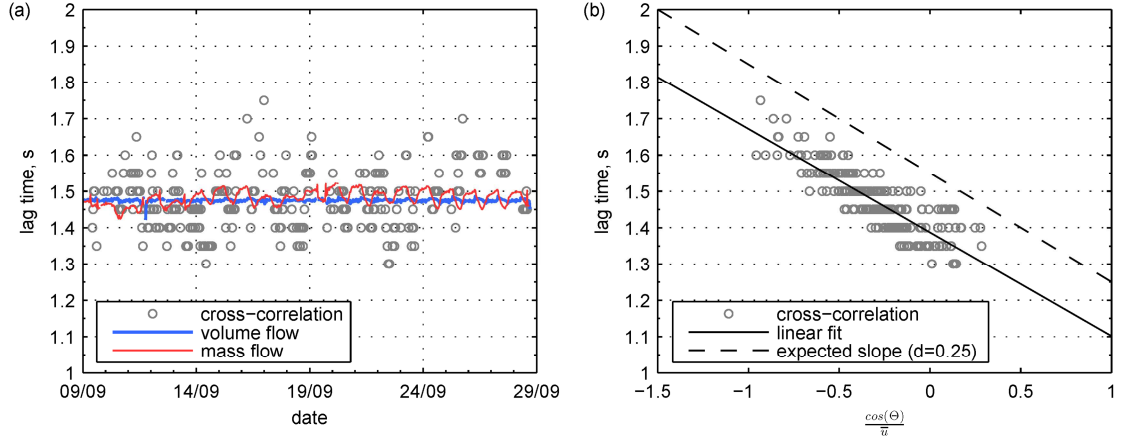 (a)
2
1.9
1.8
1.7
1.6
1.5
1.4
1.3
1.2
1.1
1
lag time, s
09/09 14/09 19/09 24/09 29/09
date
cross−correlation
volume flow
mass flow
(b)
2
1.9
1.8
1.7
1.6
1.5
1.4
1.3
1.2
1.1
1
lag time, s
−1.5 −1 −0.5 0 0.5 1
cos(Θ)
u̅
cross−correlation
linear fit
expected slope (d=0.25)